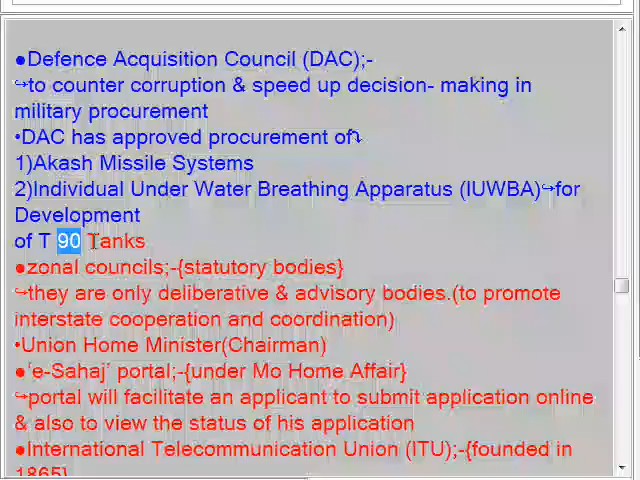 ●Defence Acquisition Council (DAC);-
↪to counter corruption & speed up decision- making in
military procurement
•DAC has approved procurement of⤵
1)Akash Missile Systems
2)Individual Under Water Breathing Apparatus (IUWBA)↪for
Development
of T 90 Tanks
●zonal councils;-{statutory bodies}
↪they are only deliberative & advisory bodies.(to promote
interstate cooperation and coordination)
•Union Home Minister(Chairman)
●'e-Sahaj' portal;-{under Mo Home Affair}
↪portal will facilitate an applicant to submit application online
& also to view the status of his application
●International Telecommunication Union (ITU);-{founded in
1865}